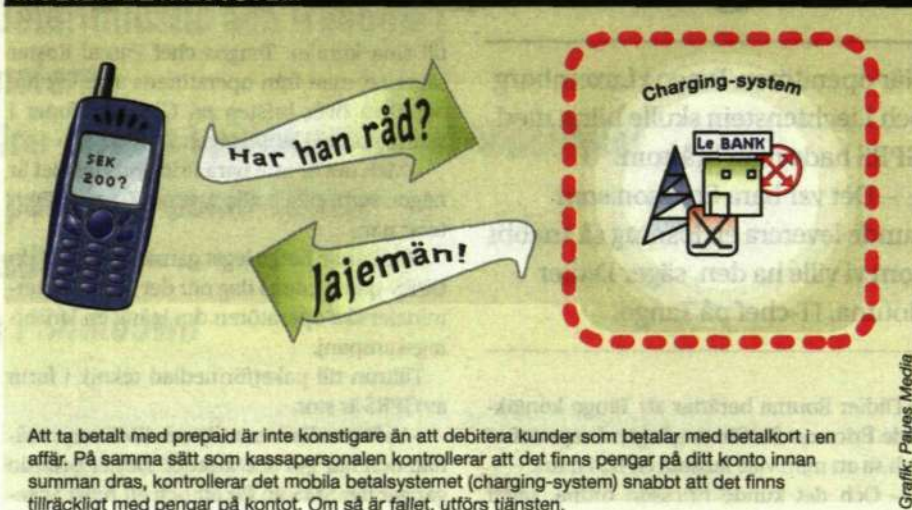 SEK
200?
Har han råd?
Jajemän!
Charging-system
Le BANK
Att ta betalt med prepaid är inte konstigare än att debitera kunder som betalar med betalkort i en
affär. På samma sätt som kassapersonalen kontrollerar att det finns pengar på ditt konto innan
summan dras, kontrollerar det mobila betalsystemet (charging-system) snabbt att det finns
tillräckligt med pengar på kontot. Om så är fallet, utförs tjänsten.
Grafik: Paues Media